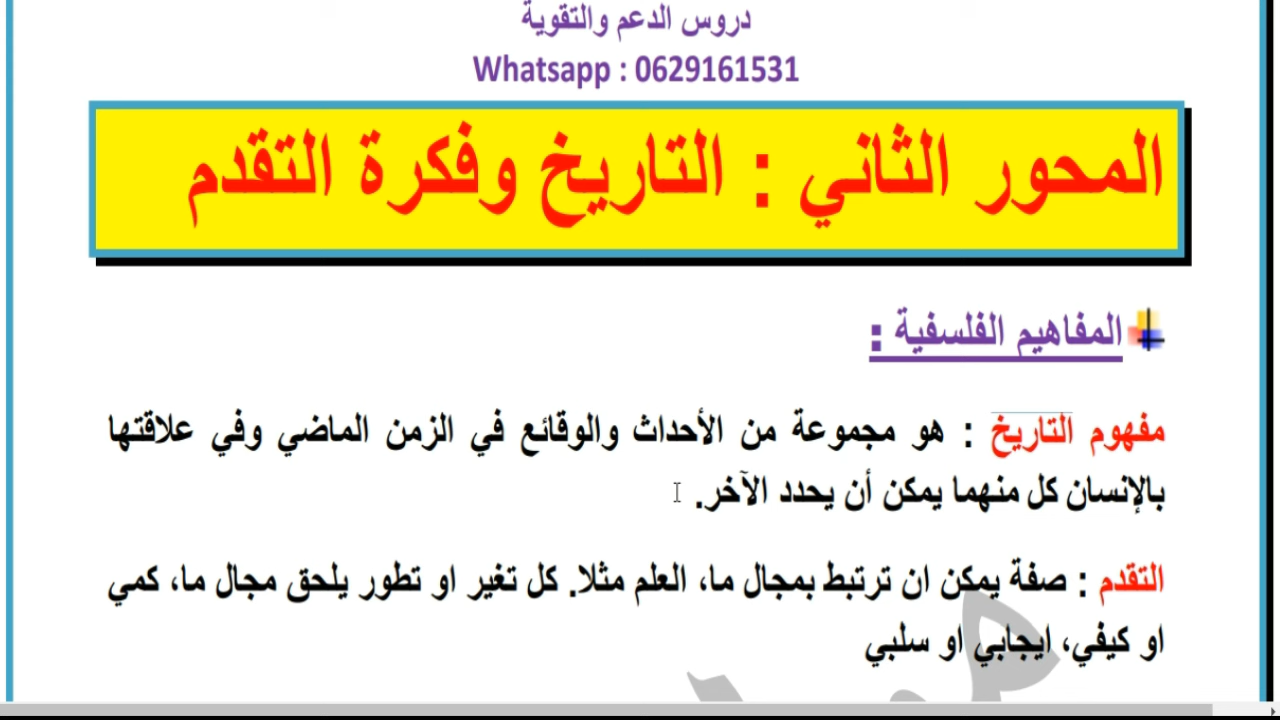 دروس الدعم والتقوية
Whatsapp : 0629161531
المحور الثاني : التاريخ وفكرة التقدم
المفاهيم الفلسفية :
مفهوم التاريخ : هو مجموعة من الأحداث والوقائع في الزمن الماضي وفي علاقتها
بالإنسان كل منهما يمكن أن يحدد الآخر.
التقدم : صفة يمكن ان ترتبط بمجال ما، العلم مثلا. كل تغير او تطور يلحق مجال ما، كمي
او كيفي، ايجابي او سلبي